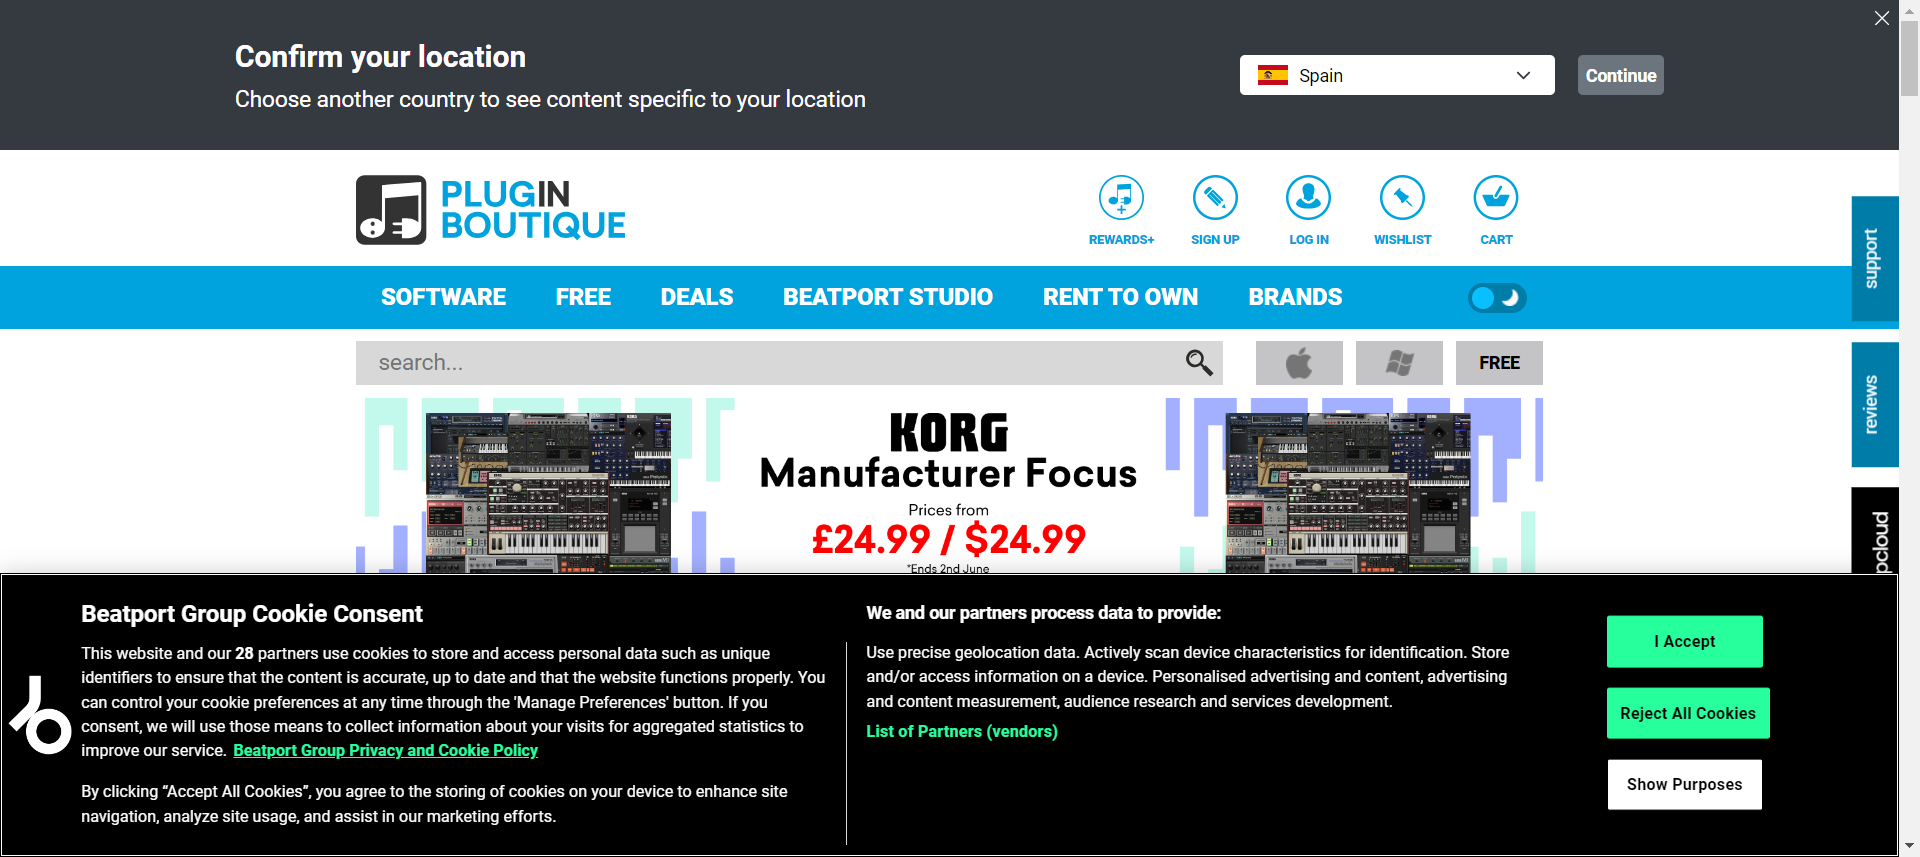 Confirm your location
Choose another country to see content specific to your location
Spain
Continue
PLUGIN
BOUTIQUE
REWARDS+
SIGN UP
LOG IN
WISHLIST
CART
SOFTWARE
FREE
DEALS
BEATPORT STUDIO
RENT TO OWN
BRANDS
search...
FREE
support
reviews
pcloud
KORG
Manufacturer Focus
Prices from
£24.99 / $24.99
*Ends 2nd June
Beatport Group Cookie Consent
This website and our 28 partners use cookies to store and access personal data such as unique
identifiers to ensure that the content is accurate, up to date and that the website functions properly. You
can control your cookie preferences at any time through the 'Manage Preferences' button. If you
consent, we will use those means to collect information about your visits for aggregated statistics to
improve our service. Beatport Group Privacy and Cookie Policy
By clicking “Accept All Cookies”, you agree to the storing of cookies on your device to enhance site
navigation, analyze site usage, and assist in our marketing efforts.
We and our partners process data to provide:
Use precise geolocation data. Actively scan device characteristics for identification. Store
and/or access information on a device. Personalised advertising and content, advertising
and content measurement, audience research and services development.
List of Partners (vendors)
I Accept
Reject All Cookies
Show Purposes